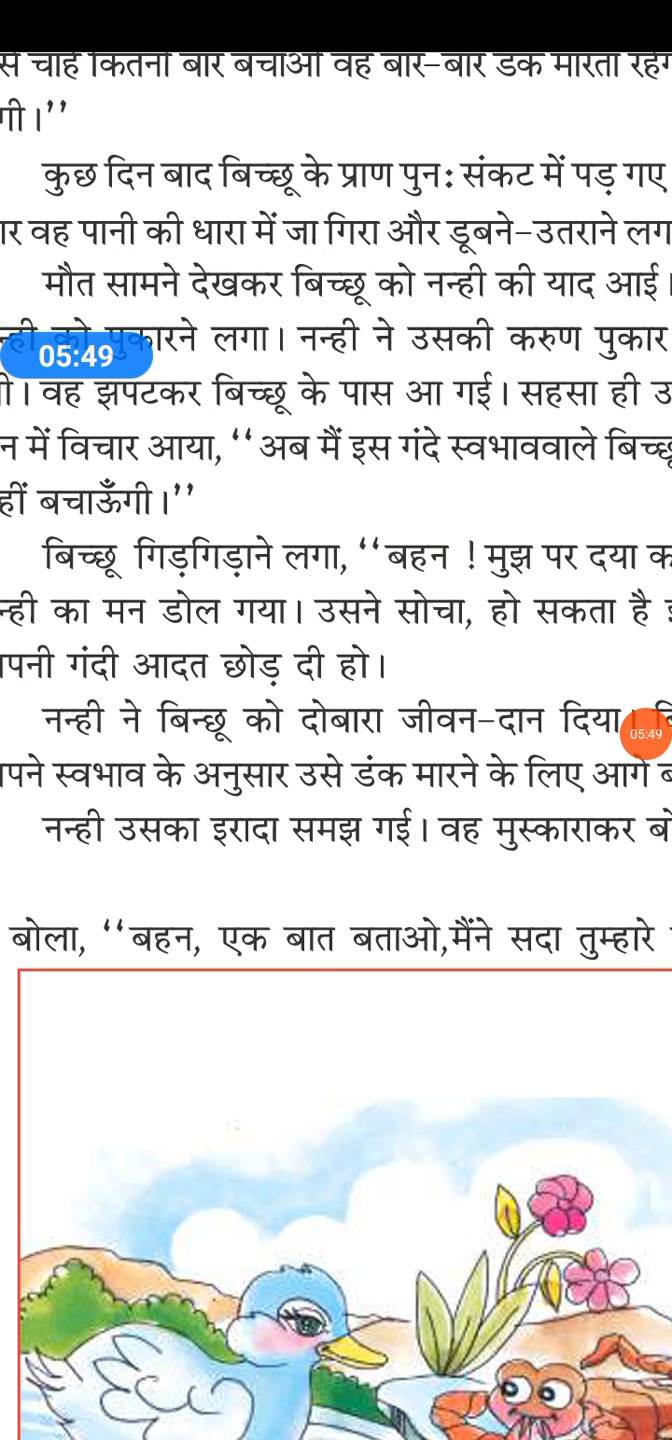 चाहे कितनी बार बचाओ वह बार-बार डंक मारता
गी।’’
कुछ दिन बाद बिच्छू के प्राण पुन: संकट में पड़ गए
वह पानी की धारा में जा गिरा और डूबने-उतराने लग
मौत सामने देखकर बिच्छू को नन्ही की याद आई।
न्ही को पुकारने लगा। नन्ही ने उसकी करुण पुकार
05:49
वह झपटकर बिच्छू के पास आ गई। सहसा ही उ
न में विचार आया, ‘‘अब मैं इस गंदे स्वभाववाले बिच्छू
हीं बचाऊँगी।’’
बिच्छू गिड़गिड़ाने लगा, ‘‘बहन ! मुझ पर दया क
न्ही का मन डोल गया। उसने सोचा, हो सकता है
पनी गंदी आदत छोड़ दी हो।
नन्ही ने बिन्छू को दोबारा जीवन-दान दिया।
05:49
पने स्वभाव के अनुसार उसे डंक मारने के लिए आगे
नन्ही उसका इरादा समझ गई। वह मुस्काराकर बो
बोला, ‘‘बहन, एक बात बताओ,मैंने सदा तुम्हारे